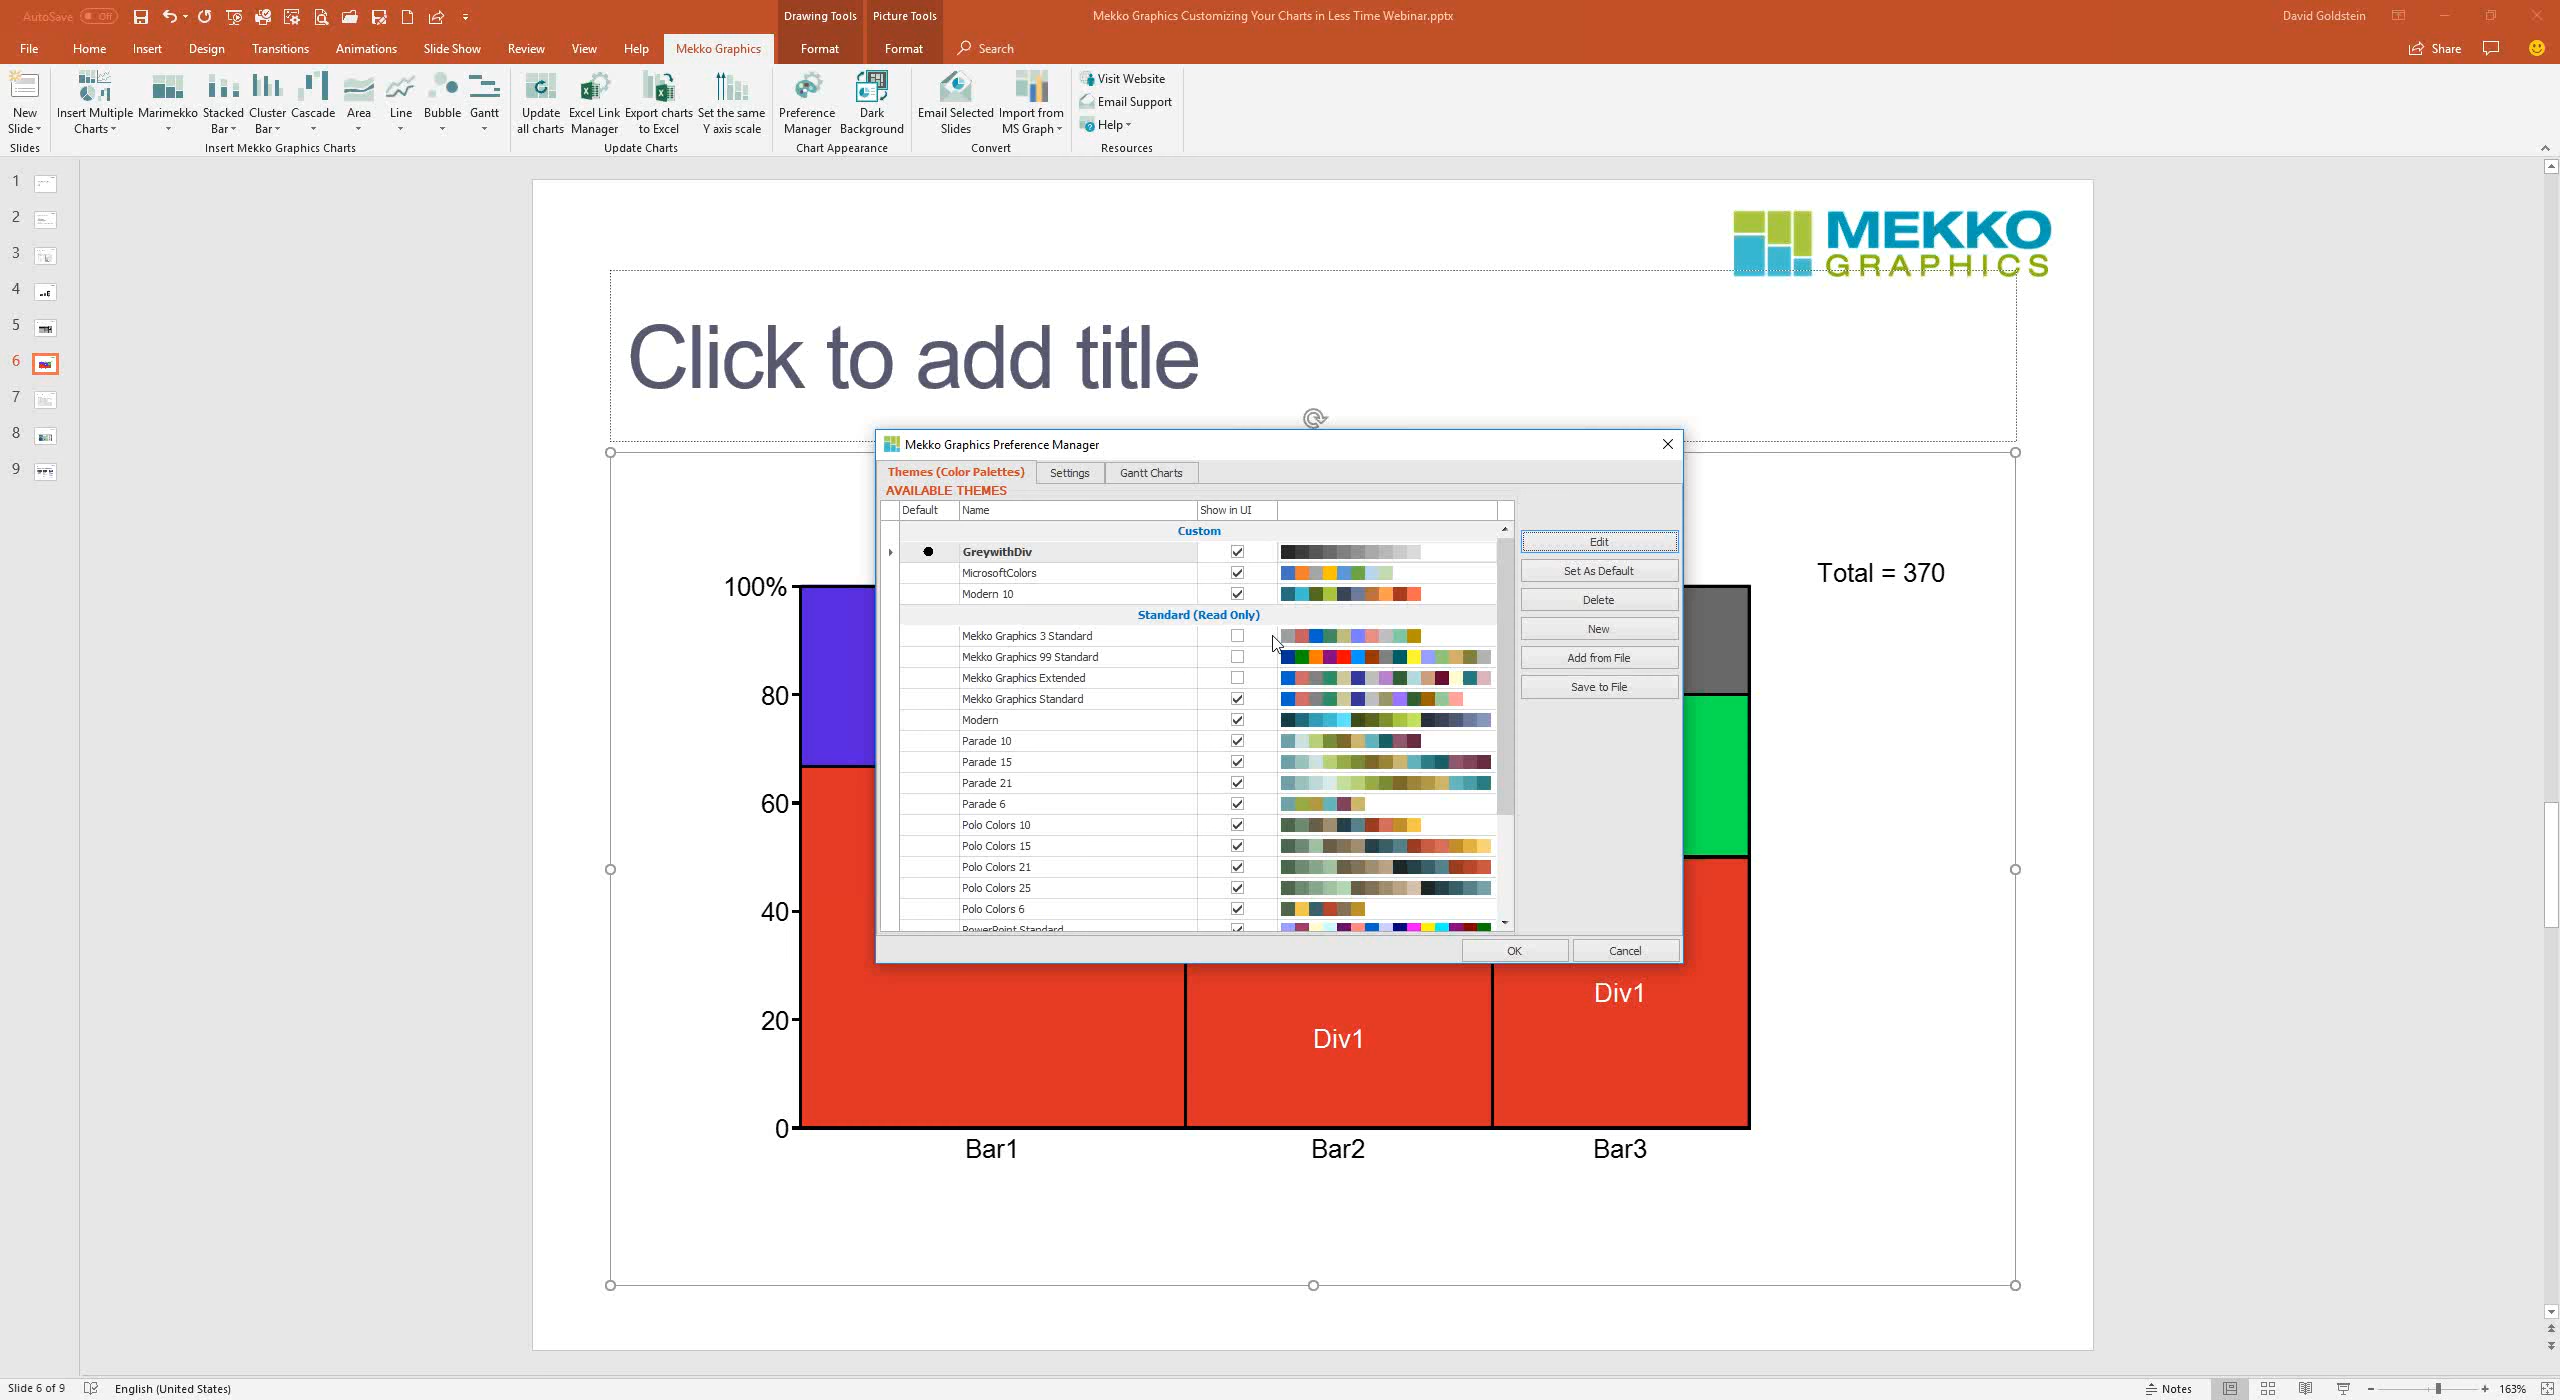 AutoSave Off
Drawing Tools Picture Tools
Mekko Graphics Customizing Your Charts in Less Time Webinar.pptx
David Goldstein
File Home Insert Design Transitions Animations Slide Show Review View Help Mekko Graphics Format Format Search Share
New Slide
Insert Multiple Charts
Marimekko
Stacked Bar
Cluster Bar
Cascade
Area
Line
Bubble
Gantt
Update all charts
Excel Link Manager
Export charts to Excel
Set the same Y axis scale
Preference Manager
Dark Background
Email Selected Slides
Import from MS Graph
Visit Website
Email Support
Help
Slides
Insert Mekko Graphics Charts
Update Charts
Chart Appearance
Convert
Resources
1
2
3
4
5
6
7
8
9
MEKKO
GRAPHICS
Click to add title
Mekko Graphics Preference Manager
Themes (Color Palettes) Settings Gantt Charts
AVAILABLE THEMES
Default Name Show in UI
Custom
GreywithDiv
MicrosoftColors
Modern 10
Standard (Read Only)
Mekko Graphics 3 Standard
Mekko Graphics 99 Standard
Mekko Graphics Extended
Mekko Graphics Standard
Modern
Parade 10
Parade 15
Parade 21
Parade 6
Polo Colors 10
Polo Colors 15
Polo Colors 21
Polo Colors 25
Polo Colors 6
PowerPoint Standard
Edit
Set As Default
Delete
New
Add from File
Save to File
OK Cancel
Total = 370
100%
80
60
40
20
0
Div1
Div1
Bar1 Bar2 Bar3
Slide 6 of 9 English (United States)
Notes 163%